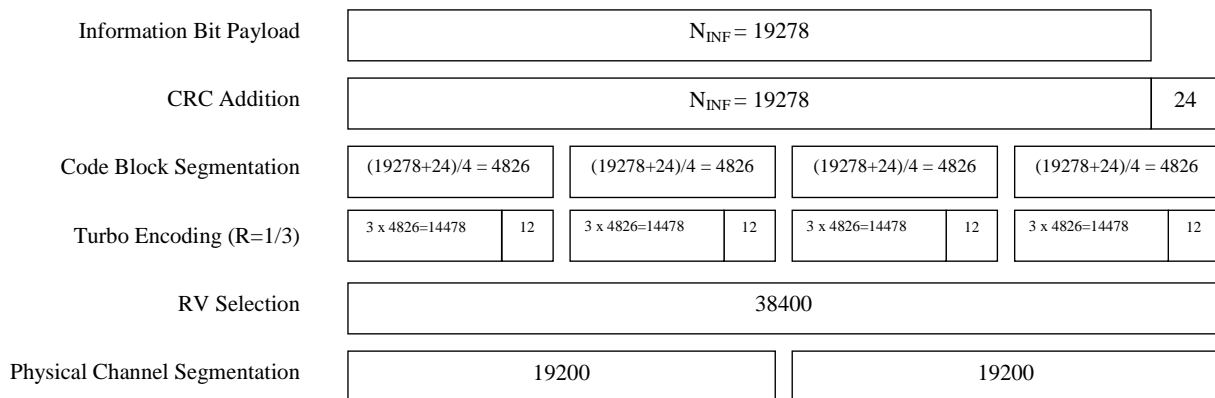 Information Bit Payload N_INF = 19278
CRC Addition N_INF = 19278 24
Code Block Segmentation (19278+24)/4 = 4826 (19278+24)/4 = 4826 (19278+24)/4 = 4826 (19278+24)/4 = 4826
Turbo Encoding (R=1/3) 3 x 4826=14478 12 3 x 4826=14478 12 3 x 4826=14478 12 3 x 4826=14478 12
RV Selection 38400
Physical Channel Segmentation 19200 19200